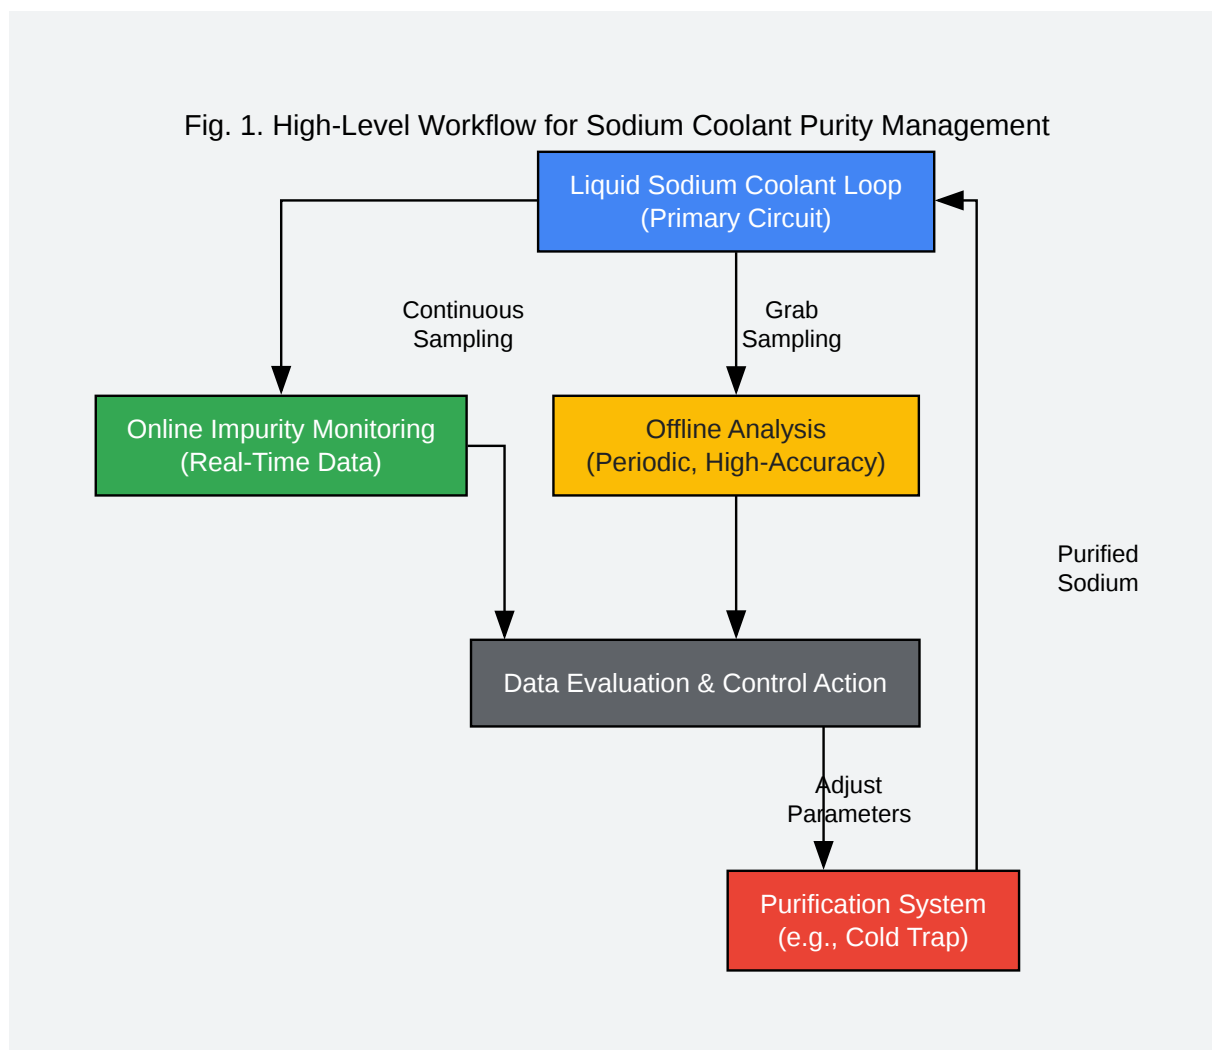 Fig. 1. High-Level Workflow for Sodium Coolant Purity Management
Liquid Sodium Coolant Loop
(Primary Circuit)
Continuous
Sampling
Grab
Sampling
Online Impurity Monitoring
(Real-Time Data)
Offline Analysis
(Periodic, High-Accuracy)
Purified
Sodium
Data Evaluation & Control Action
Adjust
Parameters
Purification System
(e.g., Cold Trap)